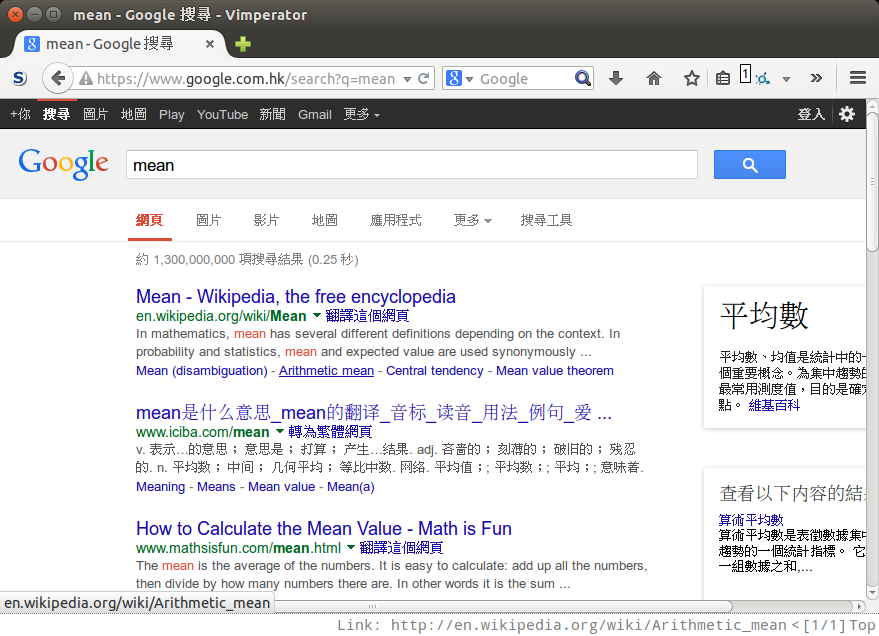 mean - Google 搜尋 - Vimperator
mean - Google 搜尋
https://www.google.com.hk/search?q=mean
Google
1
+你 搜尋 圖片 地圖 Play YouTube 新聞 Gmail 更多 登入
Google mean
網頁 圖片 影片 地圖 應用程式 更多 搜尋工具
約 1,300,000,000 項搜尋結果 (0.25 秒)
Mean - Wikipedia, the free encyclopedia
en.wikipedia.org/wiki/Mean 翻譯這個網頁
In mathematics, mean has several different definitions depending on the context. In
probability and statistics, mean and expected value are used synonymously ...
Mean (disambiguation) - Arithmetic mean - Central tendency - Mean value theorem
mean是什么意思_mean的翻译_音标_读音_用法_例句_爱 ...
www.iciba.com/mean 轉為繁體網頁
v. 表示…的意思； 意思是； 打算； 产生…结果. adj. 吝啬的； 刻薄的； 破旧的； 残忍
的. n. 平均数； 中间； 几何平均； 等比中数. 网络. 平均值；; 平均数；; 平均；; 意味着.
Meaning - Means - Mean value - Mean(a)
How to Calculate the Mean Value - Math is Fun
www.mathsisfun.com/mean.html 翻譯這個網頁
The mean is the average of the numbers. It is easy to calculate: add up all the numbers,
then divide by how many numbers there are. In other words it is the sum ...
平均數
平均數、均值是統計中的一
個重要概念。為集中趨勢的
最常用測度值，目的是確定
點。 維基百科
查看以下內容的結果
算術平均數
算術平均數是表徵數據集中
趨勢的一個統計指標。 它
一組數據之和,...
en.wikipedia.org/wiki/Arithmetic_mean
Link: http://en.wikipedia.org/wiki/Arithmetic_mean < [1/1] Top